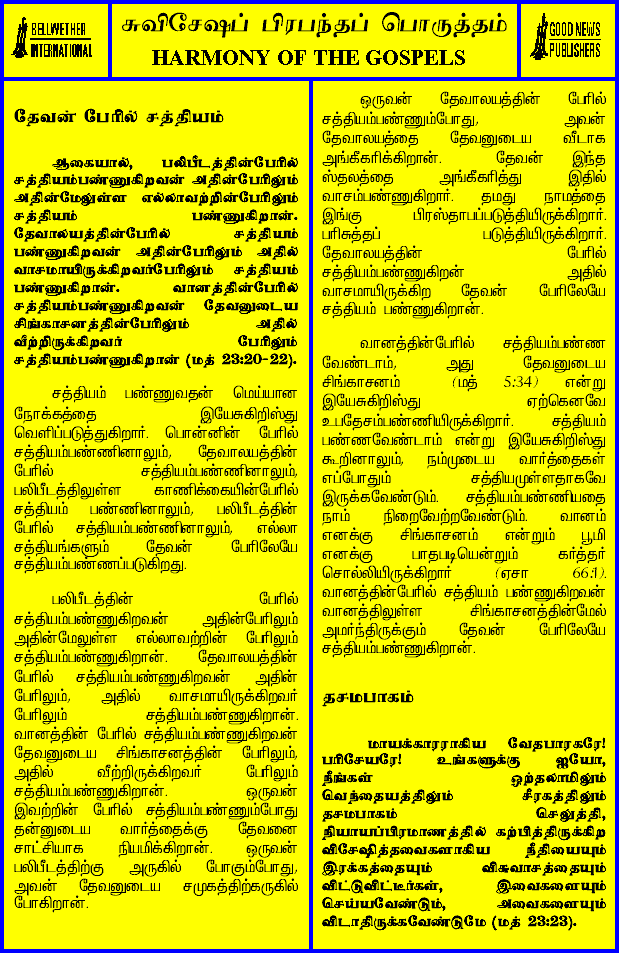 BELLWETHER
INTERNATIONAL
சுவிசேஷப் பிரபந்தப் பொருத்தம்
HARMONY OF THE GOSPELS
GOOD NEWS
PUBLISHERS
தேவன் பேரில் சத்தியம்
ஆகையால், பலிபீடத்தின்பேரில்
சத்தியம்பண்ணுகிறவன் அதின்பேரிலும்
அதின்மேலுள்ள எல்லாவற்றின்பேரிலும்
சத்தியம் பண்ணுகிறான்.
தேவாலயத்தின்பேரில் சத்தியம்
பண்ணுகிறவன் அதின்பேரிலும் அதில்
வாசமாயிருக்கிறவர்பேரிலும் சத்தியம்
பண்ணுகிறான். வானத்தின்பேரில்
சத்தியம்பண்ணுகிறவன் தேவனுடைய
சிங்காசனத்தின்பேரிலும் அதில்
வீற்றிருக்கிறவர் பேரிலும்
சத்தியம்பண்ணுகிறான் (மத் 23:20-22).
சத்தியம் பண்ணுவதன் மெய்யான
நோக்கத்தை இயேசுகிறிஸ்து
வெளிப்படுத்துகிறார். பொன்னின் பேரில்
சத்தியம்பண்ணினாலும், தேவாலயத்தின்
பேரில் சத்தியம்பண்ணினாலும்,
பலிபீடத்திலுள்ள காணிக்கையின்பேரில்
சத்தியம் பண்ணினாலும், பலிபீடத்தின்
பேரில் சத்தியம்பண்ணினாலும், எல்லா
சத்தியங்களும் தேவன் பேரிலேயே
சத்தியம்பண்ணப்படுகிறது.
பலிபீடத்தின் பேரில்
சத்தியம்பண்ணுகிறவன் அதின்பேரிலும்
அதின்மேலுள்ள எல்லாவற்றின் பேரிலும்
சத்தியம்பண்ணுகிறான். தேவாலயத்தின்
பேரில் சத்தியம்பண்ணுகிறவன் அதின்
பேரிலும், அதில் வாசமாயிருக்கிறவர்
பேரிலும் சத்தியம்பண்ணுகிறான்.
வானத்தின் பேரில் சத்தியம்பண்ணுகிறவன்
தேவனுடைய சிங்காசனத்தின் பேரிலும்,
அதில் வீற்றிருக்கிறவர் பேரிலும்
சத்தியம்பண்ணுகிறான். ஒருவன்
இவற்றின் பேரில் சத்தியம்பண்ணும்போது
தன்னுடைய வார்த்தைக்கு தேவனை
சாட்சியாக நியமிக்கிறான். ஒருவன்
பலிபீடத்திற்கு அருகில் போகும்போது,
அவன் தேவனுடைய சமுகத்திற்கருகில்
போகிறான்.
ஒருவன் தேவாலயத்தின் பேரில்
சத்தியம்பண்ணும்போது, அவன்
தேவாலயத்தை தேவனுடைய வீடாக
அங்கீகரிக்கிறான். தேவன் இந்த
ஸ்தலத்தை அங்கீகரித்து இதில்
வாசம்பண்ணுகிறார். தமது நாமத்தை
இங்கு பிரஸ்தாபப்படுத்தியிருக்கிறார்.
பரிசுத்தப் படுத்தியிருக்கிறார்.
தேவாலயத்தின் பேரில்
சத்தியம்பண்ணுகிறன் அதில்
வாசமாயிருக்கிற தேவன் பேரிலேயே
சத்தியம் பண்ணுகிறான்.
வானத்தின்பேரில் சத்தியம்பண்ண
வேண்டாம், அது தேவனுடைய
சிங்காசனம் (மத் 5:34) என்று
இயேசுகிறிஸ்து ஏற்கெனவே
உபதேசம்பண்ணியிருக்கிறார். சத்தியம்
பண்ணவேண்டாம் என்று இயேசுகிறிஸ்து
கூறினாலும், நம்முடைய வார்த்தைகள்
எப்போதும் சத்தியமுள்ளதாகவே
இருக்கவேண்டும். சத்தியம்பண்ணியதை
நாம் நிறைவேற்றவேண்டும். வானம்
எனக்கு சிங்காசனம் என்றும் பூமி
எனக்கு பாதபடியென்றும் கர்த்தர்
சொல்லியிருக்கிறார் (ஏசா 66:1).
வானத்தின்பேரில் சத்தியம் பண்ணுகிறவன்
வானத்திலுள்ள சிங்காசனத்தின்மேல்
அமர்ந்திருக்கும் தேவன் பேரிலேயே
சத்தியம்பண்ணுகிறான்.
தசமபாகம்
மாயக்காரராகிய வேதபாரகரே!
பரிசேயரே! உங்களுக்கு ஐயோ,
நீங்கள் ஒற்தலாமிலும்
வெந்தையத்திலும் சீரகத்திலும்
தசமபாகம் செலுத்தி,
நியாயப்பிரமாணத்தில் கற்பித்திருக்கிற
விசேஷித்தவைகளாகிய நீதியையும்
இரக்கத்தையும் விசுவாசத்தையும்
விட்டுவிட்டீர்கள், இவைகளையும்
செய்யவேண்டும், அவைகளையும்
விடாதிருக்கவேண்டுமே (மத் 23:23).